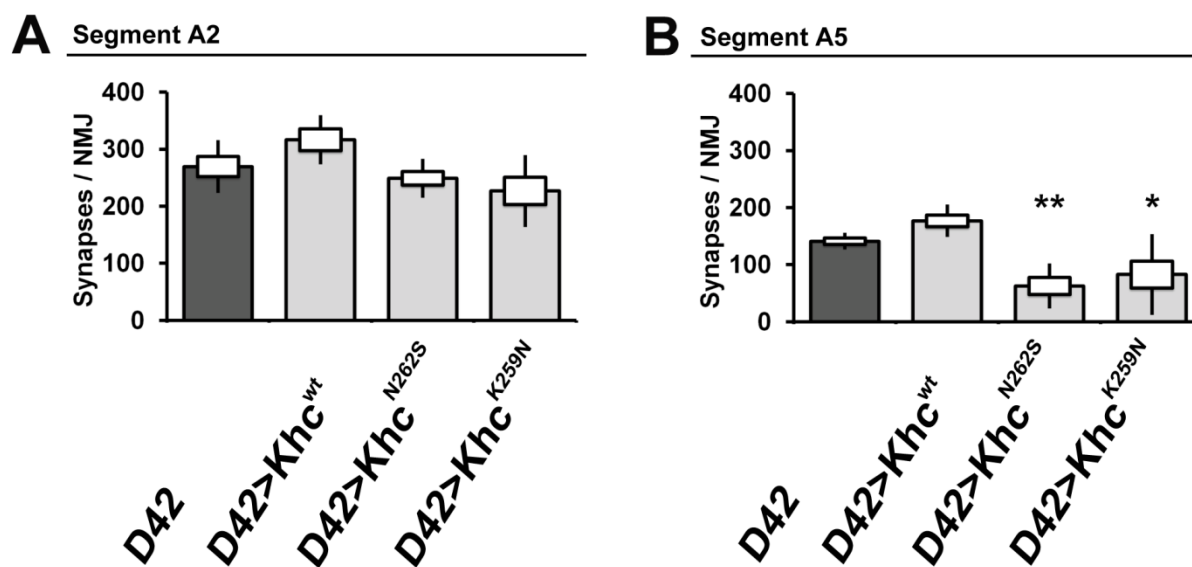 A Segment A2
Synapses / NMJ
400
300
200
100
0
D42
D42>Khc^wt
D42>Khc^N262S
D42>Khc^K259N
B Segment A5
Synapses / NMJ
400
300
200
100
0
**
*
D42
D42>Khc^wt
D42>Khc^N262S
D42>Khc^K259N